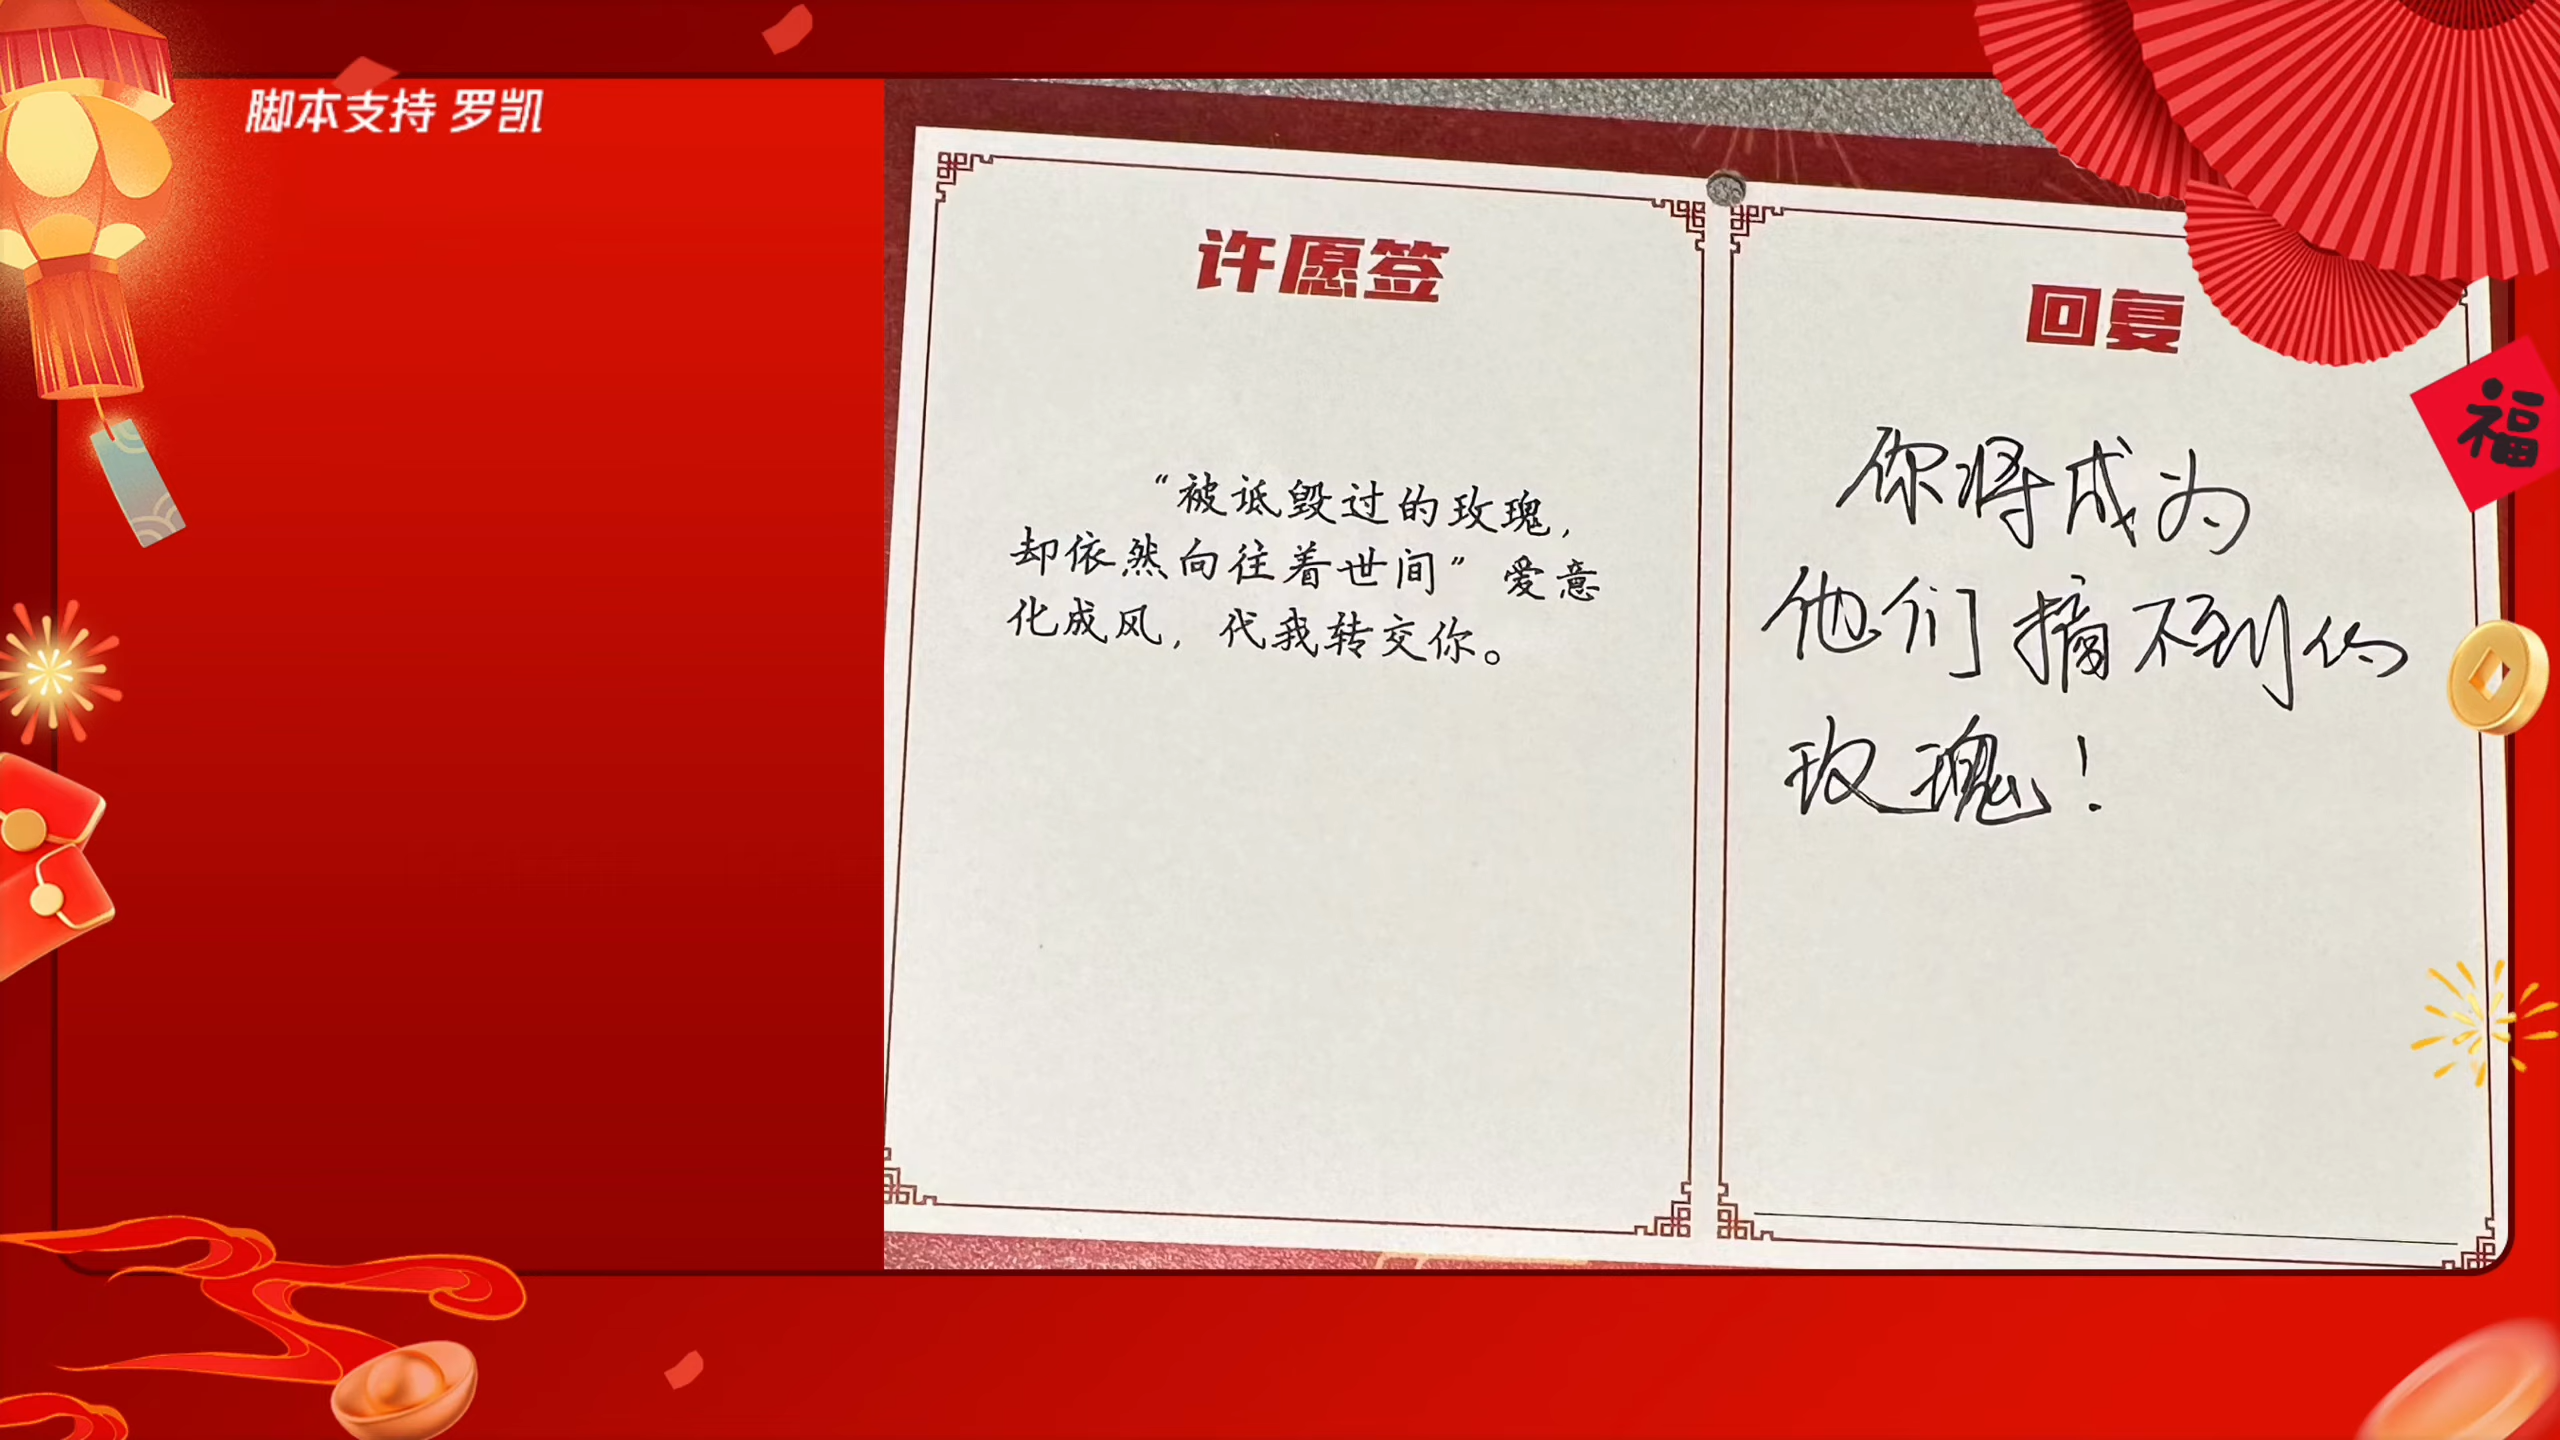 脚本支持 罗凯
许愿签
“被诋毁过的玫瑰,
却依然向往着世间”爱意
化成风,代我转交你。
回复
你将成为
他们摘不到的
玫瑰!
福